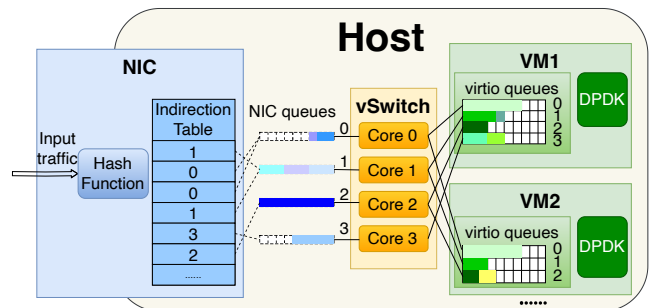 Host
NIC
Input
traffic
Hash
Function
Indirection
Table
1
0
0
1
3
2
......
NIC queues
0
1
2
3
vSwitch
Core 0
Core 1
Core 2
Core 3
VM1
virtio queues
0
1
2
3
DPDK
VM2
virtio queues
0
1
2
DPDK
......